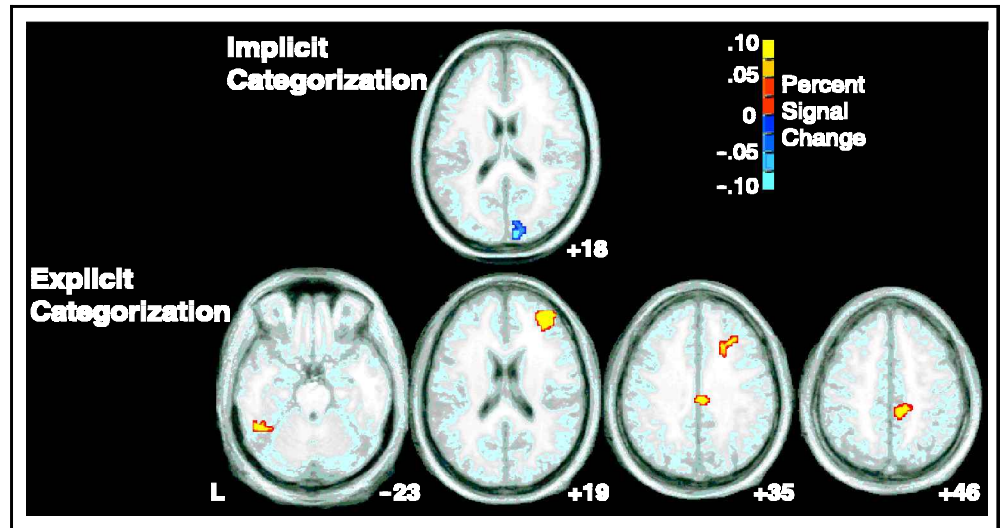 Implicit
Categorization
.10
.05
0
-.05
-.10
Percent
Signal
Change
+18
Explicit
Categorization
L
-23
+19
+35
+46